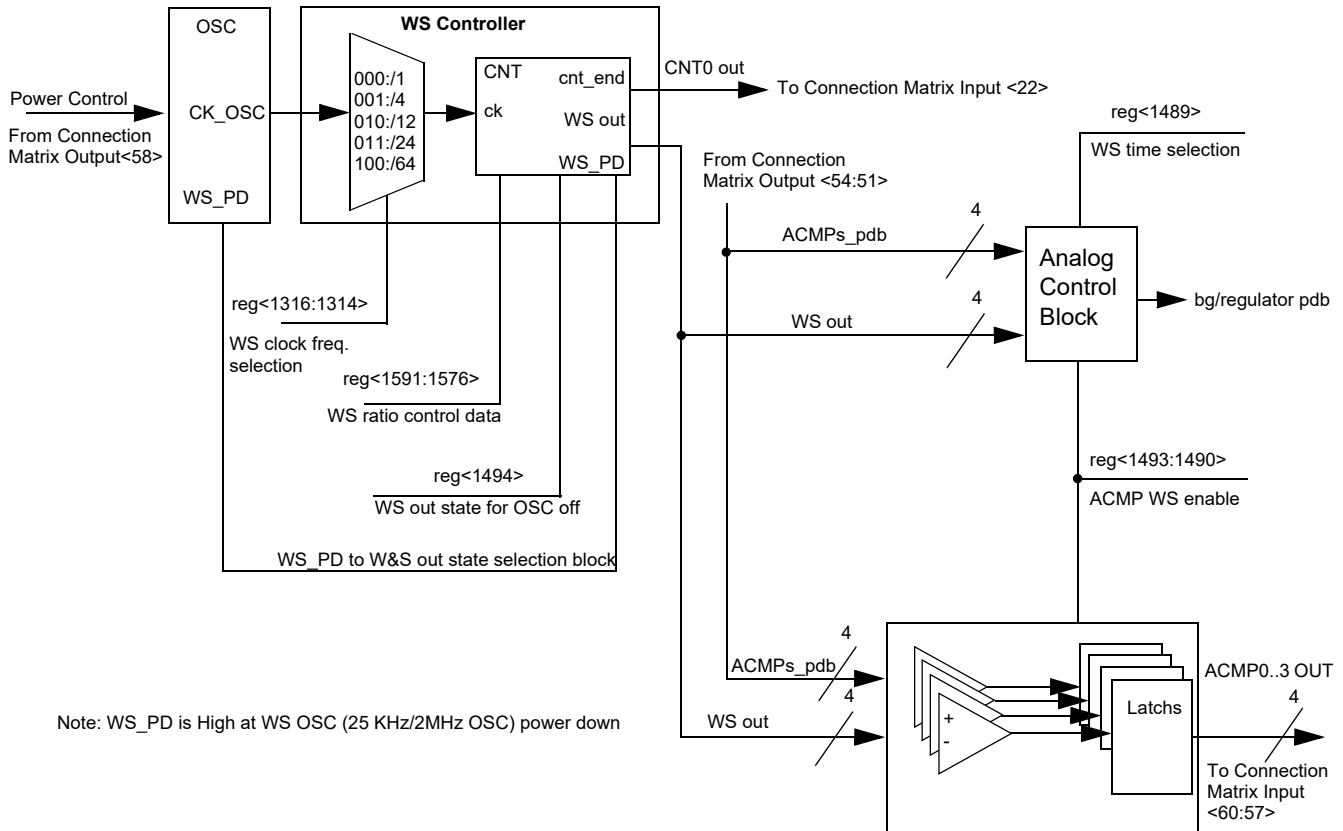 OSC
WS Controller
Power Control
From Connection
Matrix Output<58>
CK_OSC
WS_PD
000:/1
001:/4
010:/12
011:/24
100:/64
CNT
ck
cnt_end
WS out
WS_PD
CNT0 out
To Connection Matrix Input <22>
reg<1489>
WS time selection
From Connection
Matrix Output <54:51>
4
ACMPs_pdb
4
WS out
Analog
Control
Block
bg/regulator pdb
reg<1316:1314>
WS clock freq.
selection
reg<1591:1576>
WS ratio control data
reg<1494>
WS out state for OSC off
WS_PD to W&S out state selection block
reg<1493:1490>
ACMP WS enable
4
ACMPs_pdb
4
WS out
+
-
Latchs
ACMP0..3 OUT
4
To Connection
Matrix Input
<60:57>
Note: WS_PD is High at WS OSC (25 KHz/2MHz OSC) power down